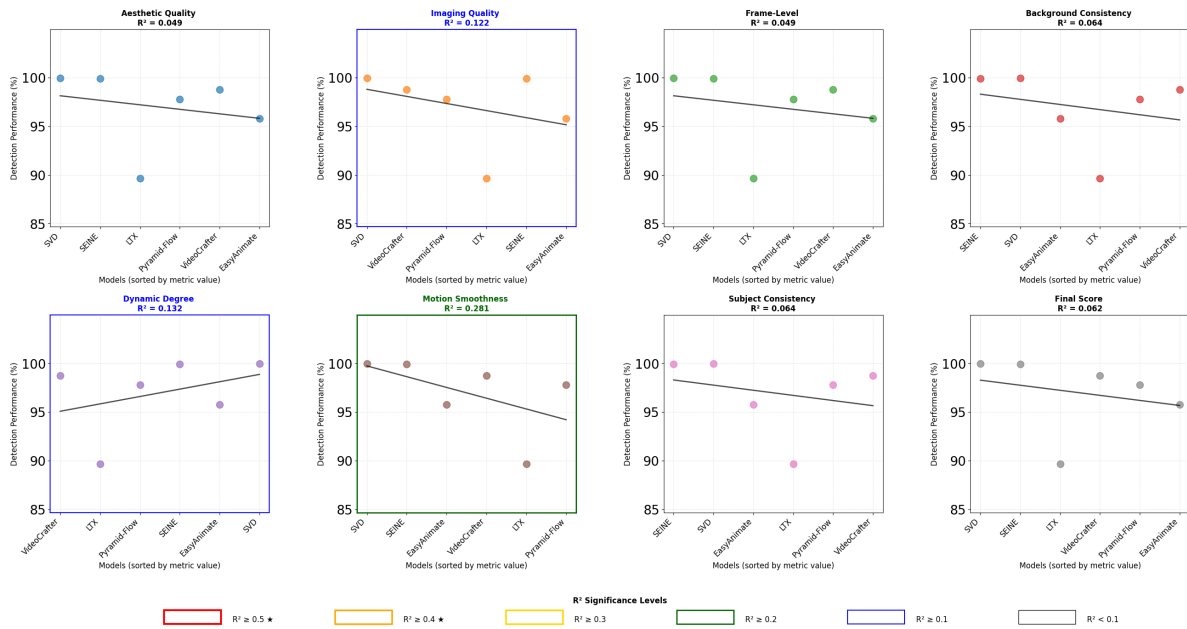 Aesthetic Quality
R² = 0.049
Detection Performance (%)
100
95
90
85
SVD
SEINE
LTX
Pyramid-Flow
VideoCrafter
EasyAnimate
Models (sorted by metric value)
Imaging Quality
R² = 0.122
Detection Performance (%)
100
95
90
85
SVD
VideoCrafter
Pyramid-Flow
LTX
SEINE
EasyAnimate
Models (sorted by metric value)
Frame-Level
R² = 0.049
Detection Performance (%)
100
95
90
85
SVD
SEINE
LTX
Pyramid-Flow
VideoCrafter
EasyAnimate
Models (sorted by metric value)
Background Consistency
R² = 0.064
Detection Performance (%)
100
95
90
85
SEINE
SVD
EasyAnimate
LTX
Pyramid-Flow
VideoCrafter
Models (sorted by metric value)
Dynamic Degree
R² = 0.132
Detection Performance (%)
100
95
90
85
VideoCrafter
LTX
Pyramid-Flow
SEINE
EasyAnimate
SVD
Models (sorted by metric value)
Motion Smoothness
R² = 0.281
Detection Performance (%)
100
95
90
85
SVD
SEINE
EasyAnimate
VideoCrafter
LTX
Pyramid-Flow
Models (sorted by metric value)
Subject Consistency
R² = 0.064
Detection Performance (%)
100
95
90
85
SEINE
SVD
EasyAnimate
LTX
Pyramid-Flow
VideoCrafter
Models (sorted by metric value)
Final Score
R² = 0.062
Detection Performance (%)
100
95
90
85
SVD
SEINE
LTX
VideoCrafter
Pyramid-Flow
EasyAnimate
Models (sorted by metric value)
R² Significance Levels
R² ≥ 0.5 ★
R² ≥ 0.4 ★
R² ≥ 0.3
R² ≥ 0.2
R² ≥ 0.1
R² < 0.1